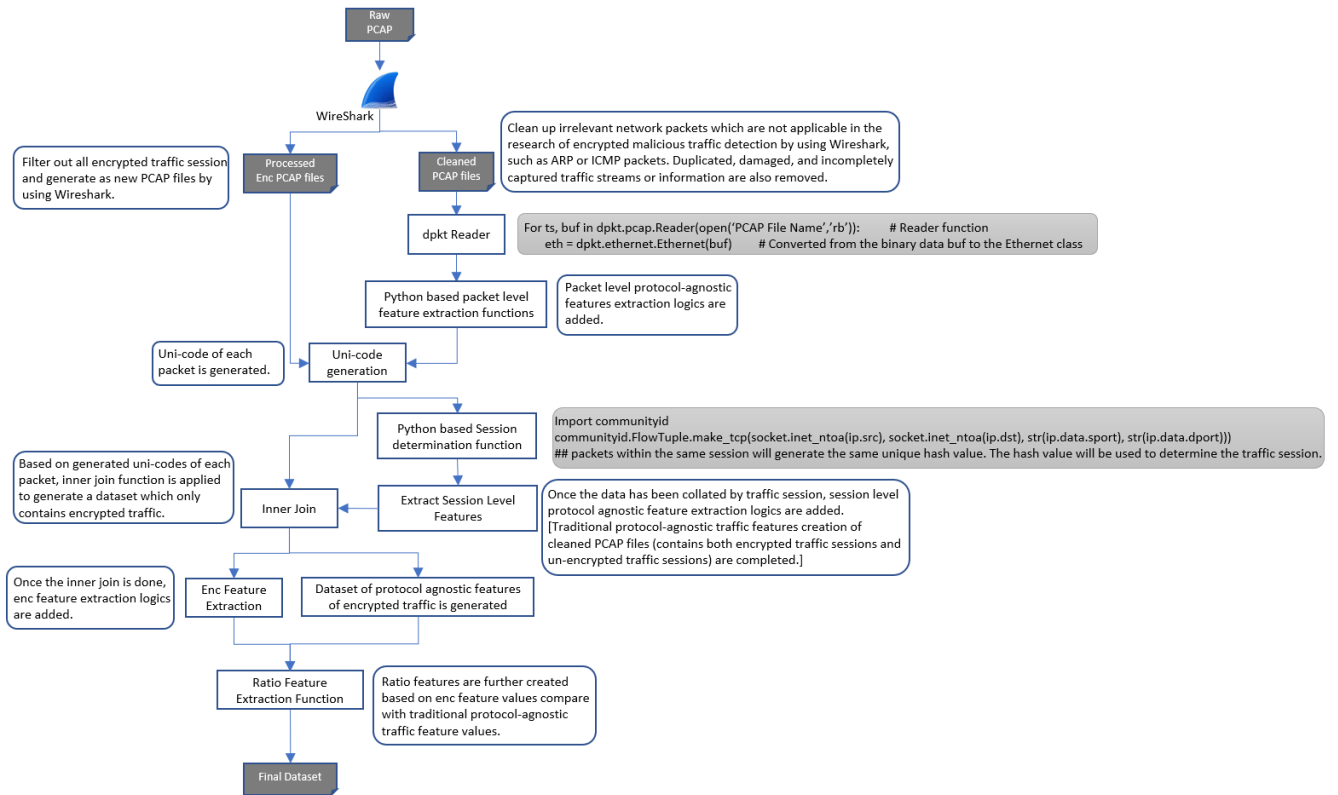 Raw
PCAP
WireShark
Filter out all encrypted traffic session
and generate as new PCAP files by
using Wireshark.
Processed
Enc PCAP files
Cleaned
PCAP files
Clean up irrelevant network packets which are not applicable in the
research of encrypted malicious traffic detection by using Wireshark,
such as ARP or ICMP packets. Duplicated, damaged, and incompletely
captured traffic streams or information are also removed.
dpkt Reader
For ts, buf in dpkt.pcap.Reader(open(‘PCAP File Name’,’rb’)): # Reader function
eth = dpkt.ethernet.Ethernet(buf) # Converted from the binary data buf to the Ethernet class
Python based packet level
feature extraction functions
Packet level protocol-agnostic
features extraction logics are
added.
Uni-code of each
packet is generated.
Uni-code
generation
Python based Session
determination function
Import communityid
communityid.FlowTuple.make_tcp(socket.inet_ntoa(ip.src), socket.inet_ntoa(ip.dst), str(ip.data.sport), str(ip.data.dport)))
## packets within the same session will generate the same unique hash value. The hash value will be used to determine the traffic session.
Based on generated uni-codes of each
packet, inner join function is applied
to generate a dataset which only
contains encrypted traffic.
Inner Join
Extract Session Level
Features
Once the data has been collated by traffic session, session level
protocol agnostic feature extraction logics are added.
[Traditional protocol-agnostic traffic features creation of
cleaned PCAP files (contains both encrypted traffic sessions and
un-encrypted traffic sessions) are completed.]
Once the inner join is done,
enc feature extraction logics
are added.
Enc Feature
Extraction
Dataset of protocol agnostic features
of encrypted traffic is generated
Ratio Feature
Extraction Function
Ratio features are further created
based on enc feature values compare
with traditional protocol-agnostic
traffic feature values.
Final Dataset